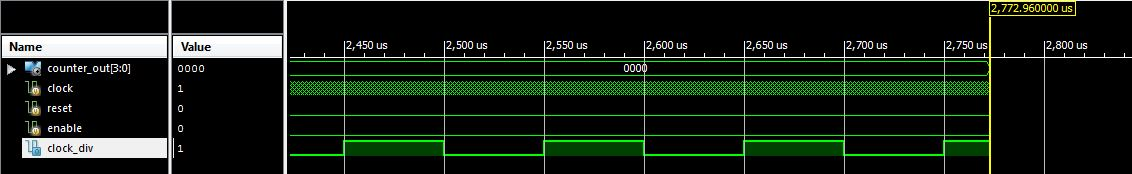 2,772.960000 us
Name Value 2,450 us 2,500 us 2,550 us 2,600 us 2,650 us 2,700 us 2,750 us 2,800 us
counter_out[3:0] 0000 0000
clock 1
reset 0
enable 0
clock_div 1